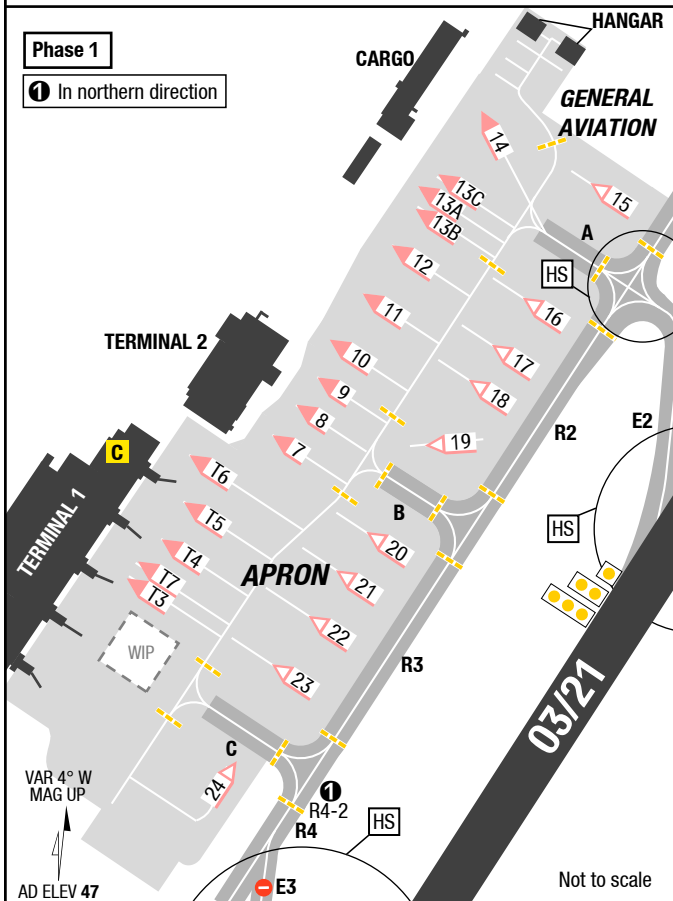 Phase 1
1 In northern direction
HANGAR
CARGO
GENERAL
AVIATION
14
13C
13A
13B
15
A
HS
12
16
11
TERMINAL 2
17
10
18
9
R2
E2
8
19
7
C
T6
B
HS
TERMINAL 1
T5
20
T4
APRON
21
T7
T3
22
WIP
23
R3
03/21
C
24
VAR 4° W
MAG UP
1
R4-2
R4
HS
AD ELEV 47
E3
Not to scale